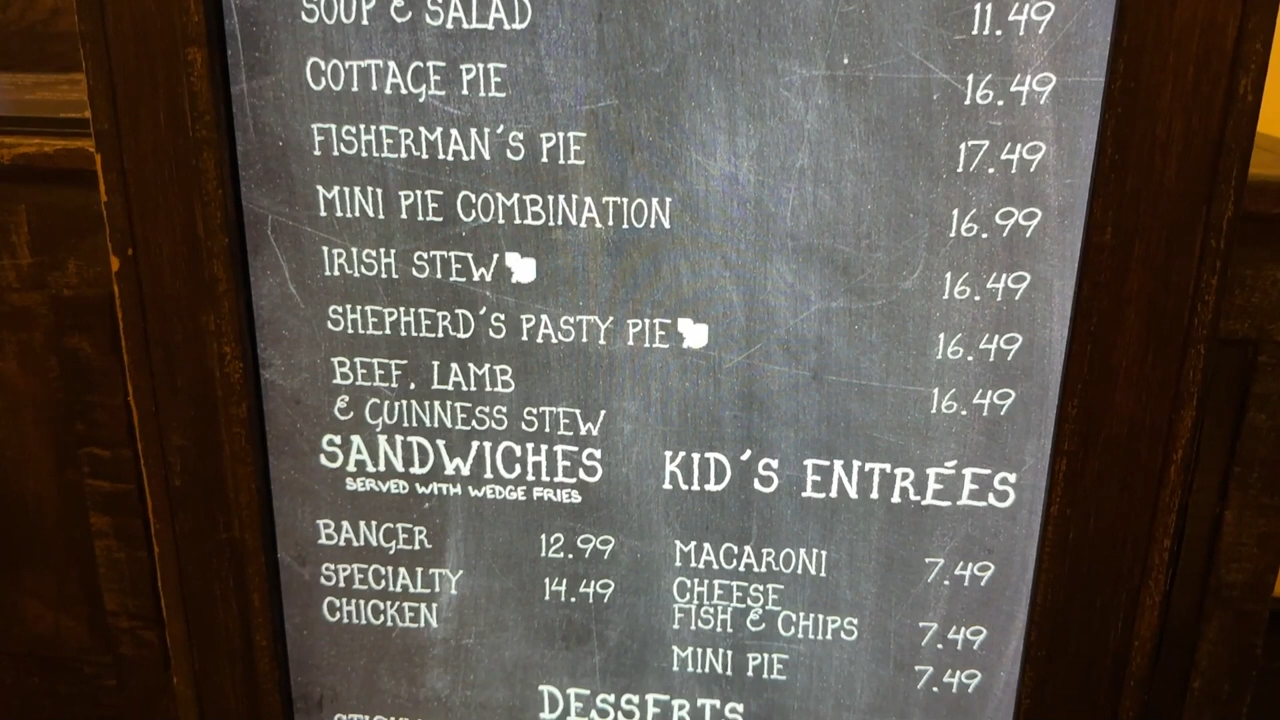 SOUP & SALAD 11.49
COTTAGE PIE 16.49
FISHERMAN'S PIE 17.49
MINI PIE COMBINATION 16.99
IRISH STEW 16.49
SHEPHERD'S PASTY PIE 16.49
BEEF, LAMB 16.49
& GUINNESS STEW
SANDWICHES
SERVED WITH WEDGE FRIES
BANGER 12.99
SPECIALTY 14.49
CHICKEN
KID'S ENTRÉES
MACARONI 7.49
CHEESE
FISH & CHIPS 7.49
MINI PIE 7.49
DESSERTS